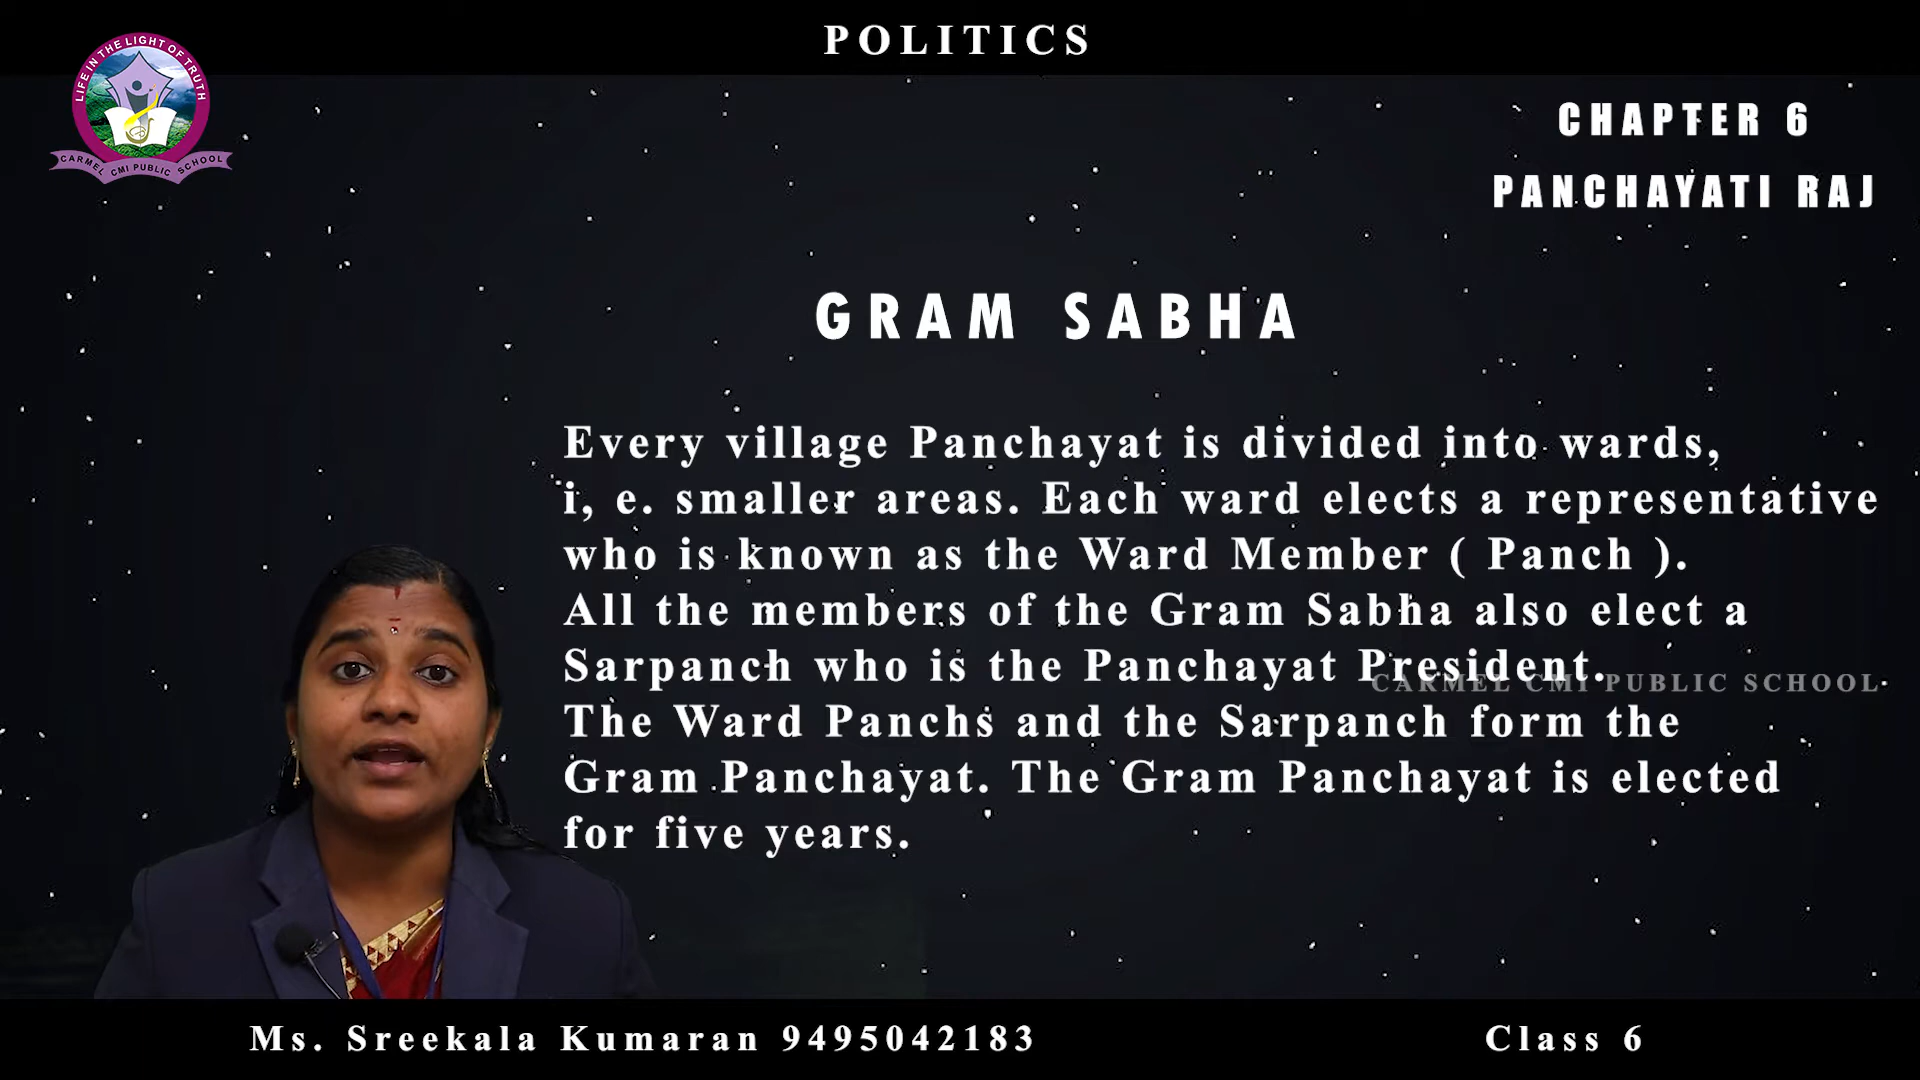 POLITICS
LIFE IN THE LIGHT OF TRUTH
CARMEL CMI PUBLIC SCHOOL
CHAPTER 6
PANCHAYATI RAJ
GRAM SABHA
Every village Panchayat is divided into wards,
i, e. smaller areas. Each ward elects a representative
who is known as the Ward Member ( Panch ).
All the members of the Gram Sabha also elect a
Sarpanch who is the Panchayat President.
CARMEL CMI PUBLIC SCHOOL
The Ward Panchs and the Sarpanch form the
Gram Panchayat. The Gram Panchayat is elected
for five years.
Ms. Sreekala Kumaran 9495042183
Class 6